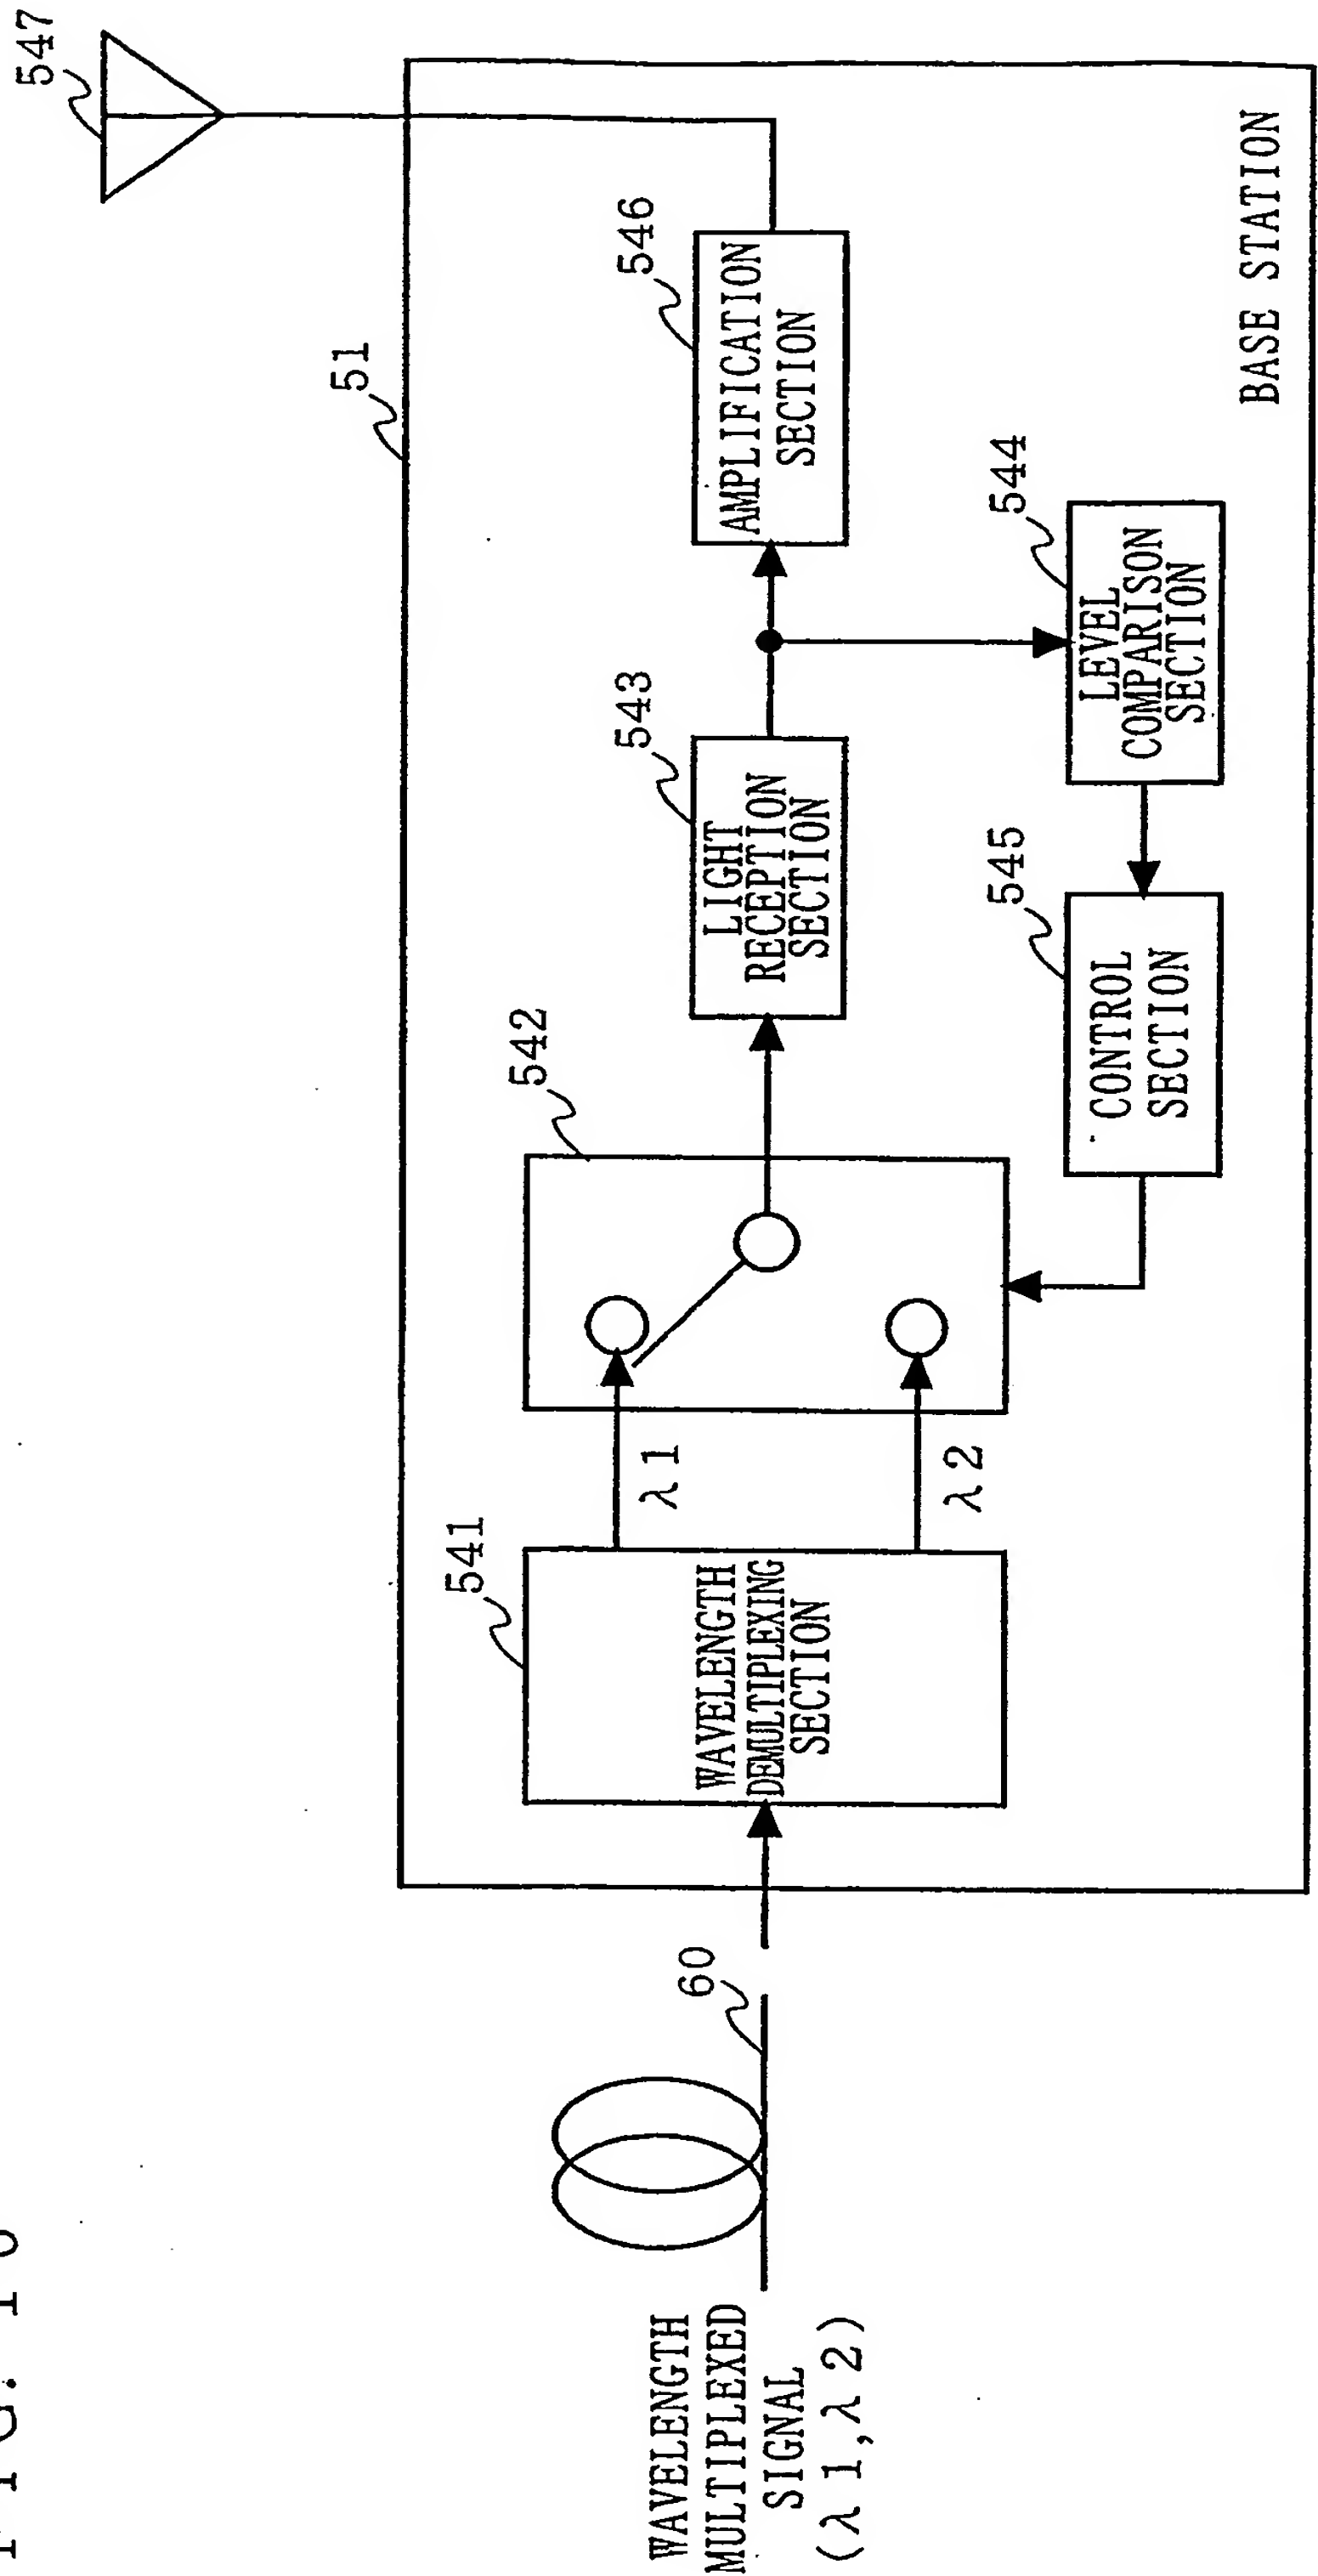 547
51
546
AMPLIFICATION
SECTION
543
LIGHT
RECEPTION
SECTION
544
LEVEL
COMPARISON
SECTION
545
CONTROL
SECTION
542
541
WAVELENGTH
DEMULTIPLEXING
SECTION
λ1
λ2
60
WAVELENGTH
MULTIPLEXED
SIGNAL
(λ1,λ2)
BASE STATION